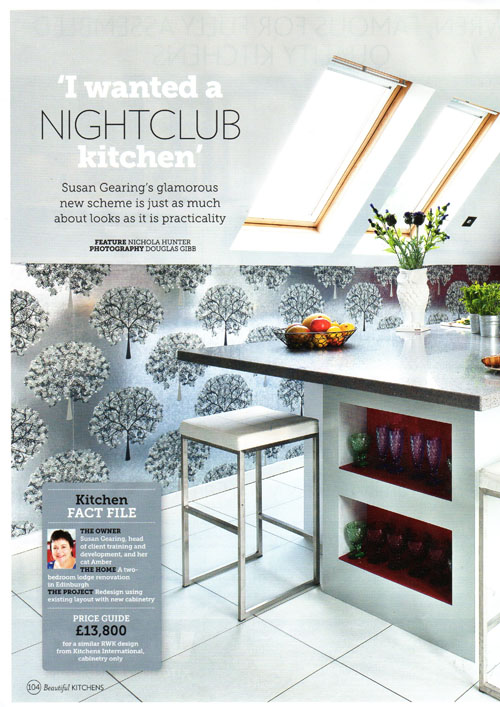 'I wanted a
NIGHTCLUB
kitchen'
Susan Gearing's glamorous
new scheme is just as much
about looks as it is practicality
FEATURE NICHOLA HUNTER
PHOTOGRAPHY DOUGLAS GIBB
Kitchen
FACT FILE
THE OWNER
Susan Gearing, head
of client training and
development, and her
cat Amber
THE HOME A two-
bedroom lodge renovation
in Edinburgh
THE PROJECT Redesign using
existing layout with new cabinetry
PRICE GUIDE
£13,800
for a similar RWK design
from Kitchens International,
cabinetry only
104 Beautiful KITCHENS